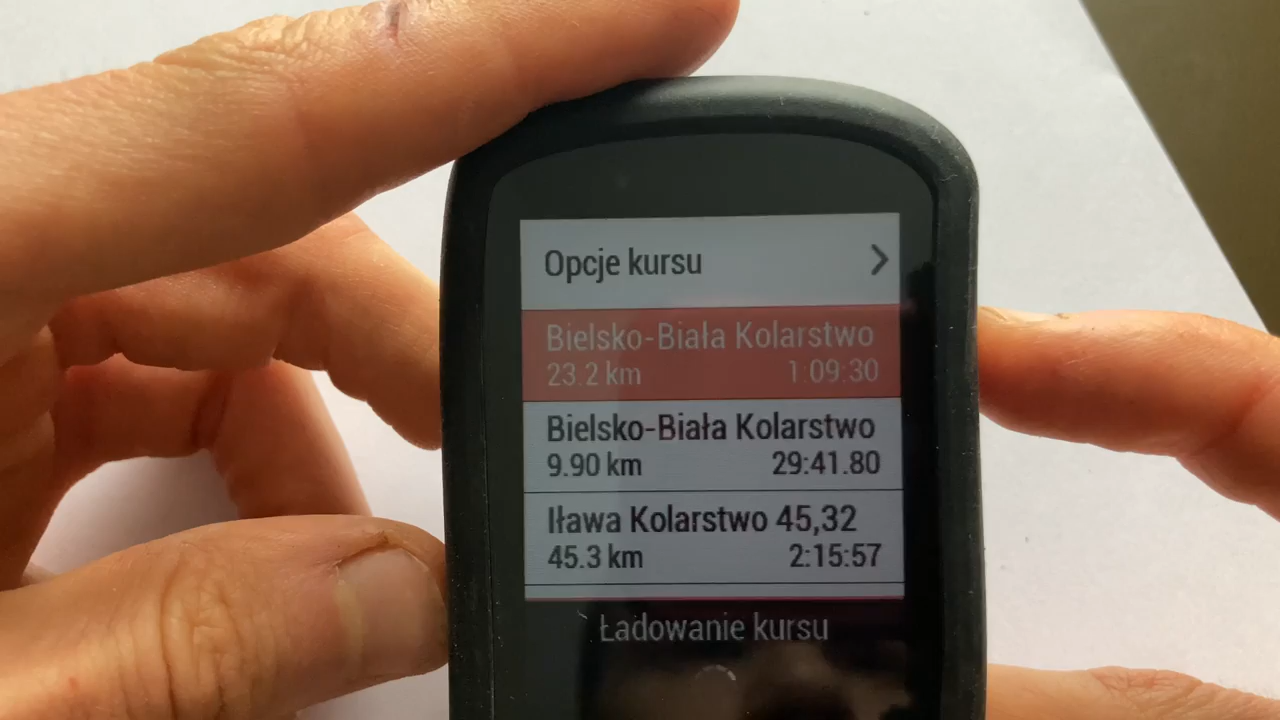 Opcje kursu
Bielsko-Biała Kolarstwo
23.2 km 1:09:30
Bielsko-Biała Kolarstwo
9.90 km 29:41.80
Iława Kolarstwo 45,32
45.3 km 2:15:57
Ładowanie kursu